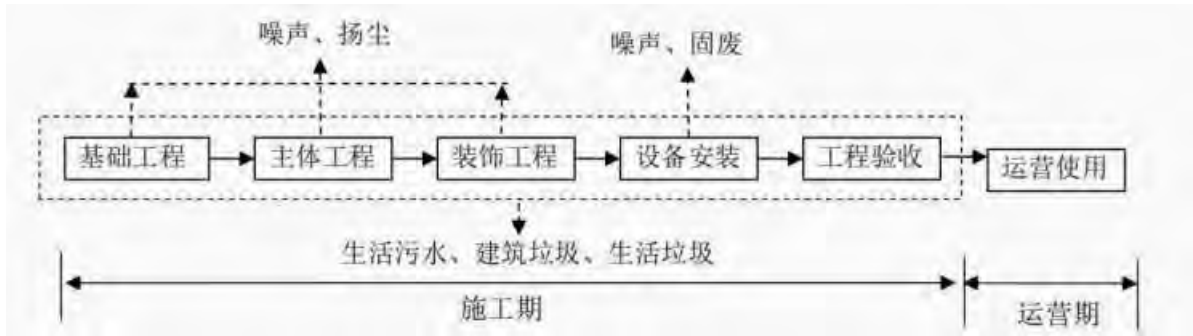 噪声、扬尘
噪声、固废
基础工程
主体工程
装饰工程
设备安装
工程验收
运营使用
生活污水、建筑垃圾、生活垃圾
施工期
运营期